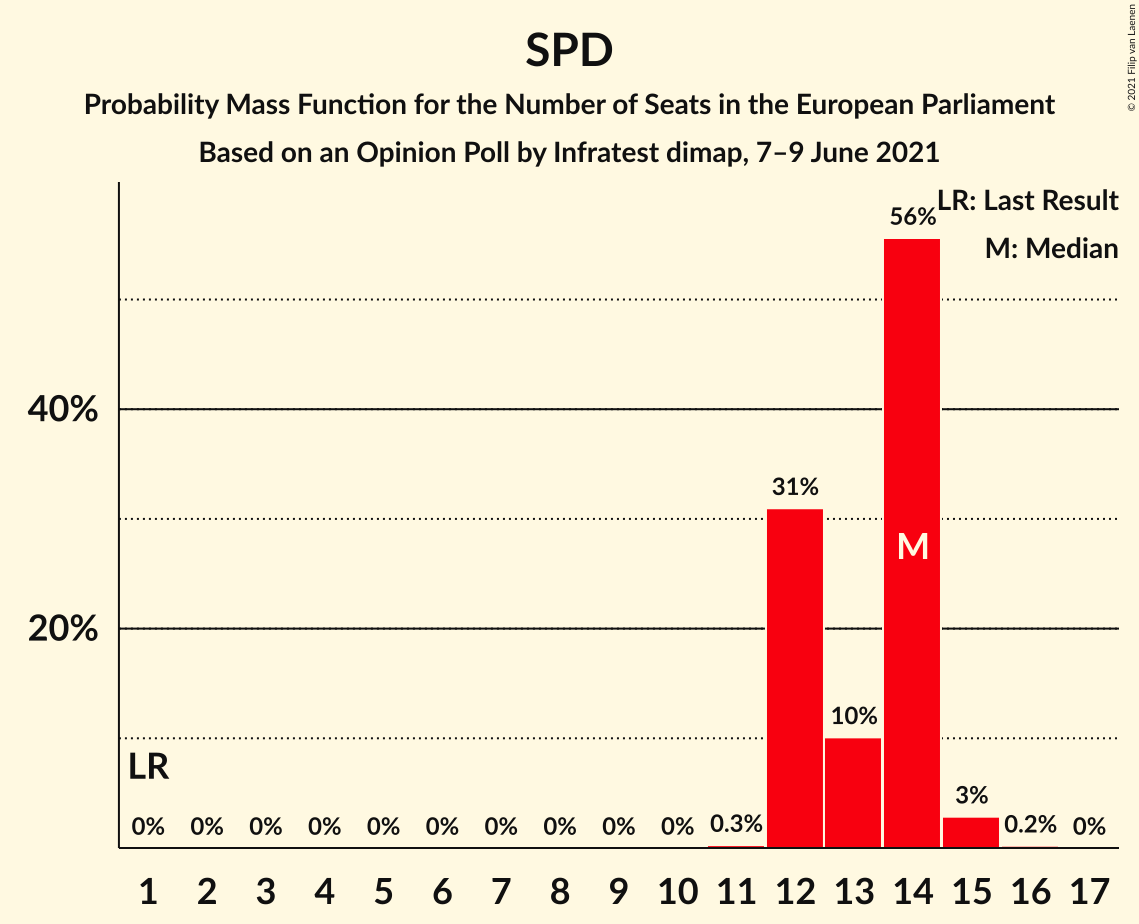 SPD
Probability Mass Function for the Number of Seats in the European Parliament
Based on an Opinion Poll by Infratest dimap, 7–9 June 2021
© 2021 Filip van Laenen
LR: Last Result
M: Median
56%
40%
31%
M
20%
10%
LR
3%
0% 0% 0% 0% 0% 0% 0% 0% 0% 0% 0.3% 0.2% 0%
1 2 3 4 5 6 7 8 9 10 11 12 13 14 15 16 17